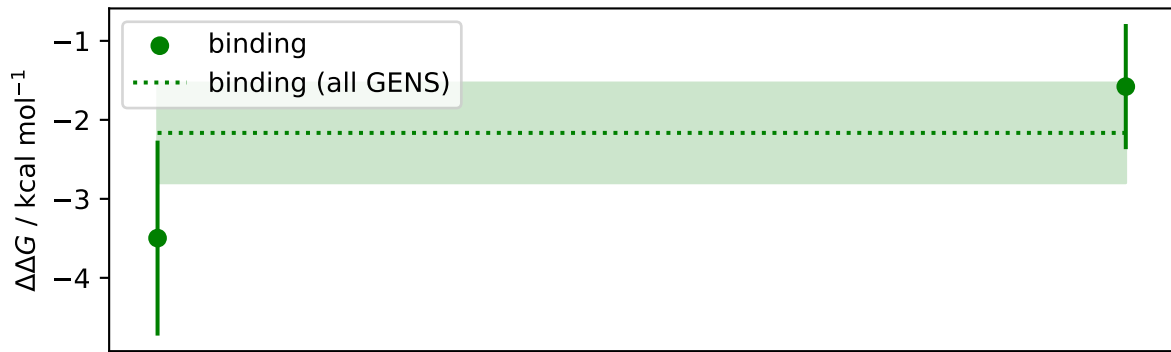 −1
−2
−3
−4
ΔΔG / kcal mol⁻¹
binding
binding (all GENS)